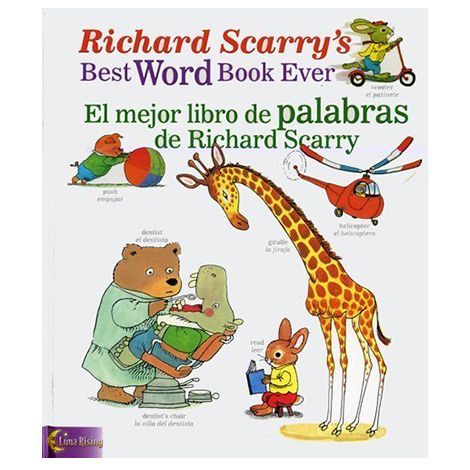 Richard Scarry's
Best Word Book Ever
scooter
el patinete
El mejor libro de palabras
de Richard Scarry
push
empujar
helicopter
el helicóptero
dentist
el dentista
giraffe
la jirafa
read
leer
dentist's chair
la silla del dentista
Luna Rising